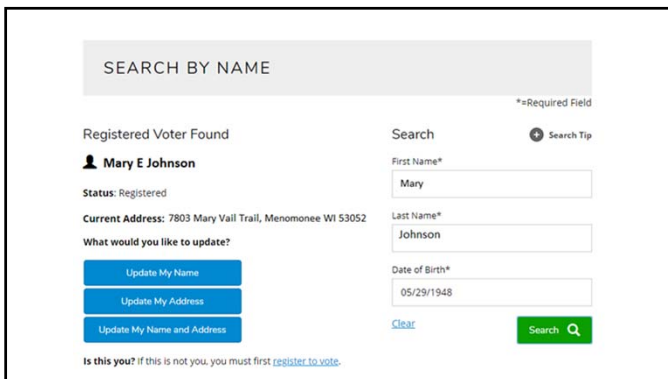 SEARCH BY NAME
*=Required Field
Registered Voter Found
Mary E Johnson
Status: Registered
Current Address: 7803 Mary Vail Trail, Menomonee WI 53052
What would you like to update?
Update My Name
Update My Address
Update My Name and Address
Is this you? If this is not you, you must first register to vote.
Search
Search Tip
First Name*
Mary
Last Name*
Johnson
Date of Birth*
05/29/1948
Clear
Search